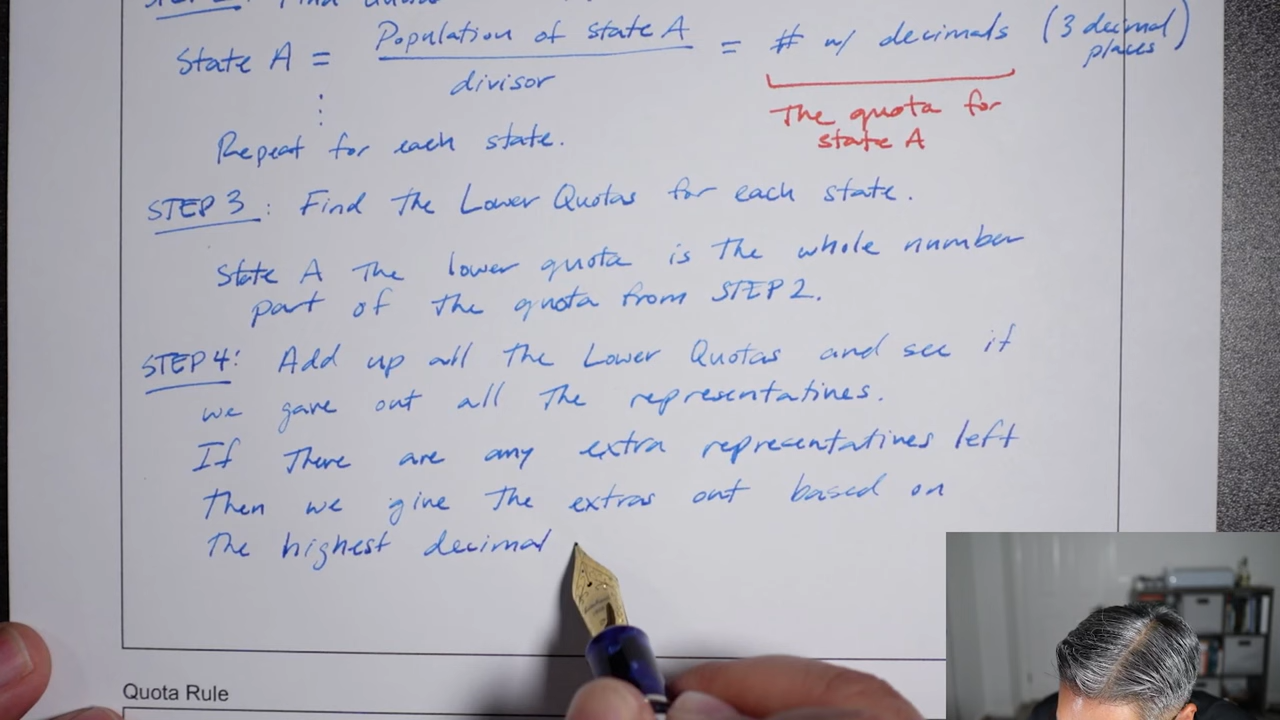 STEP 2: Find
State A = Population of state A / divisor = # w/ decimals (3 decimal places)
The quota for
state A
Repeat for each state.
STEP 3: Find The Lower Quotas for each state.
State A The lower quota is The whole number
part of The quota from STEP 2.
STEP 4: Add up all The Lower Quotas and see if
we gave out all The representatives.
If There are any extra representatives left
Then we give The extras out based on
The highest decimal
Quota Rule